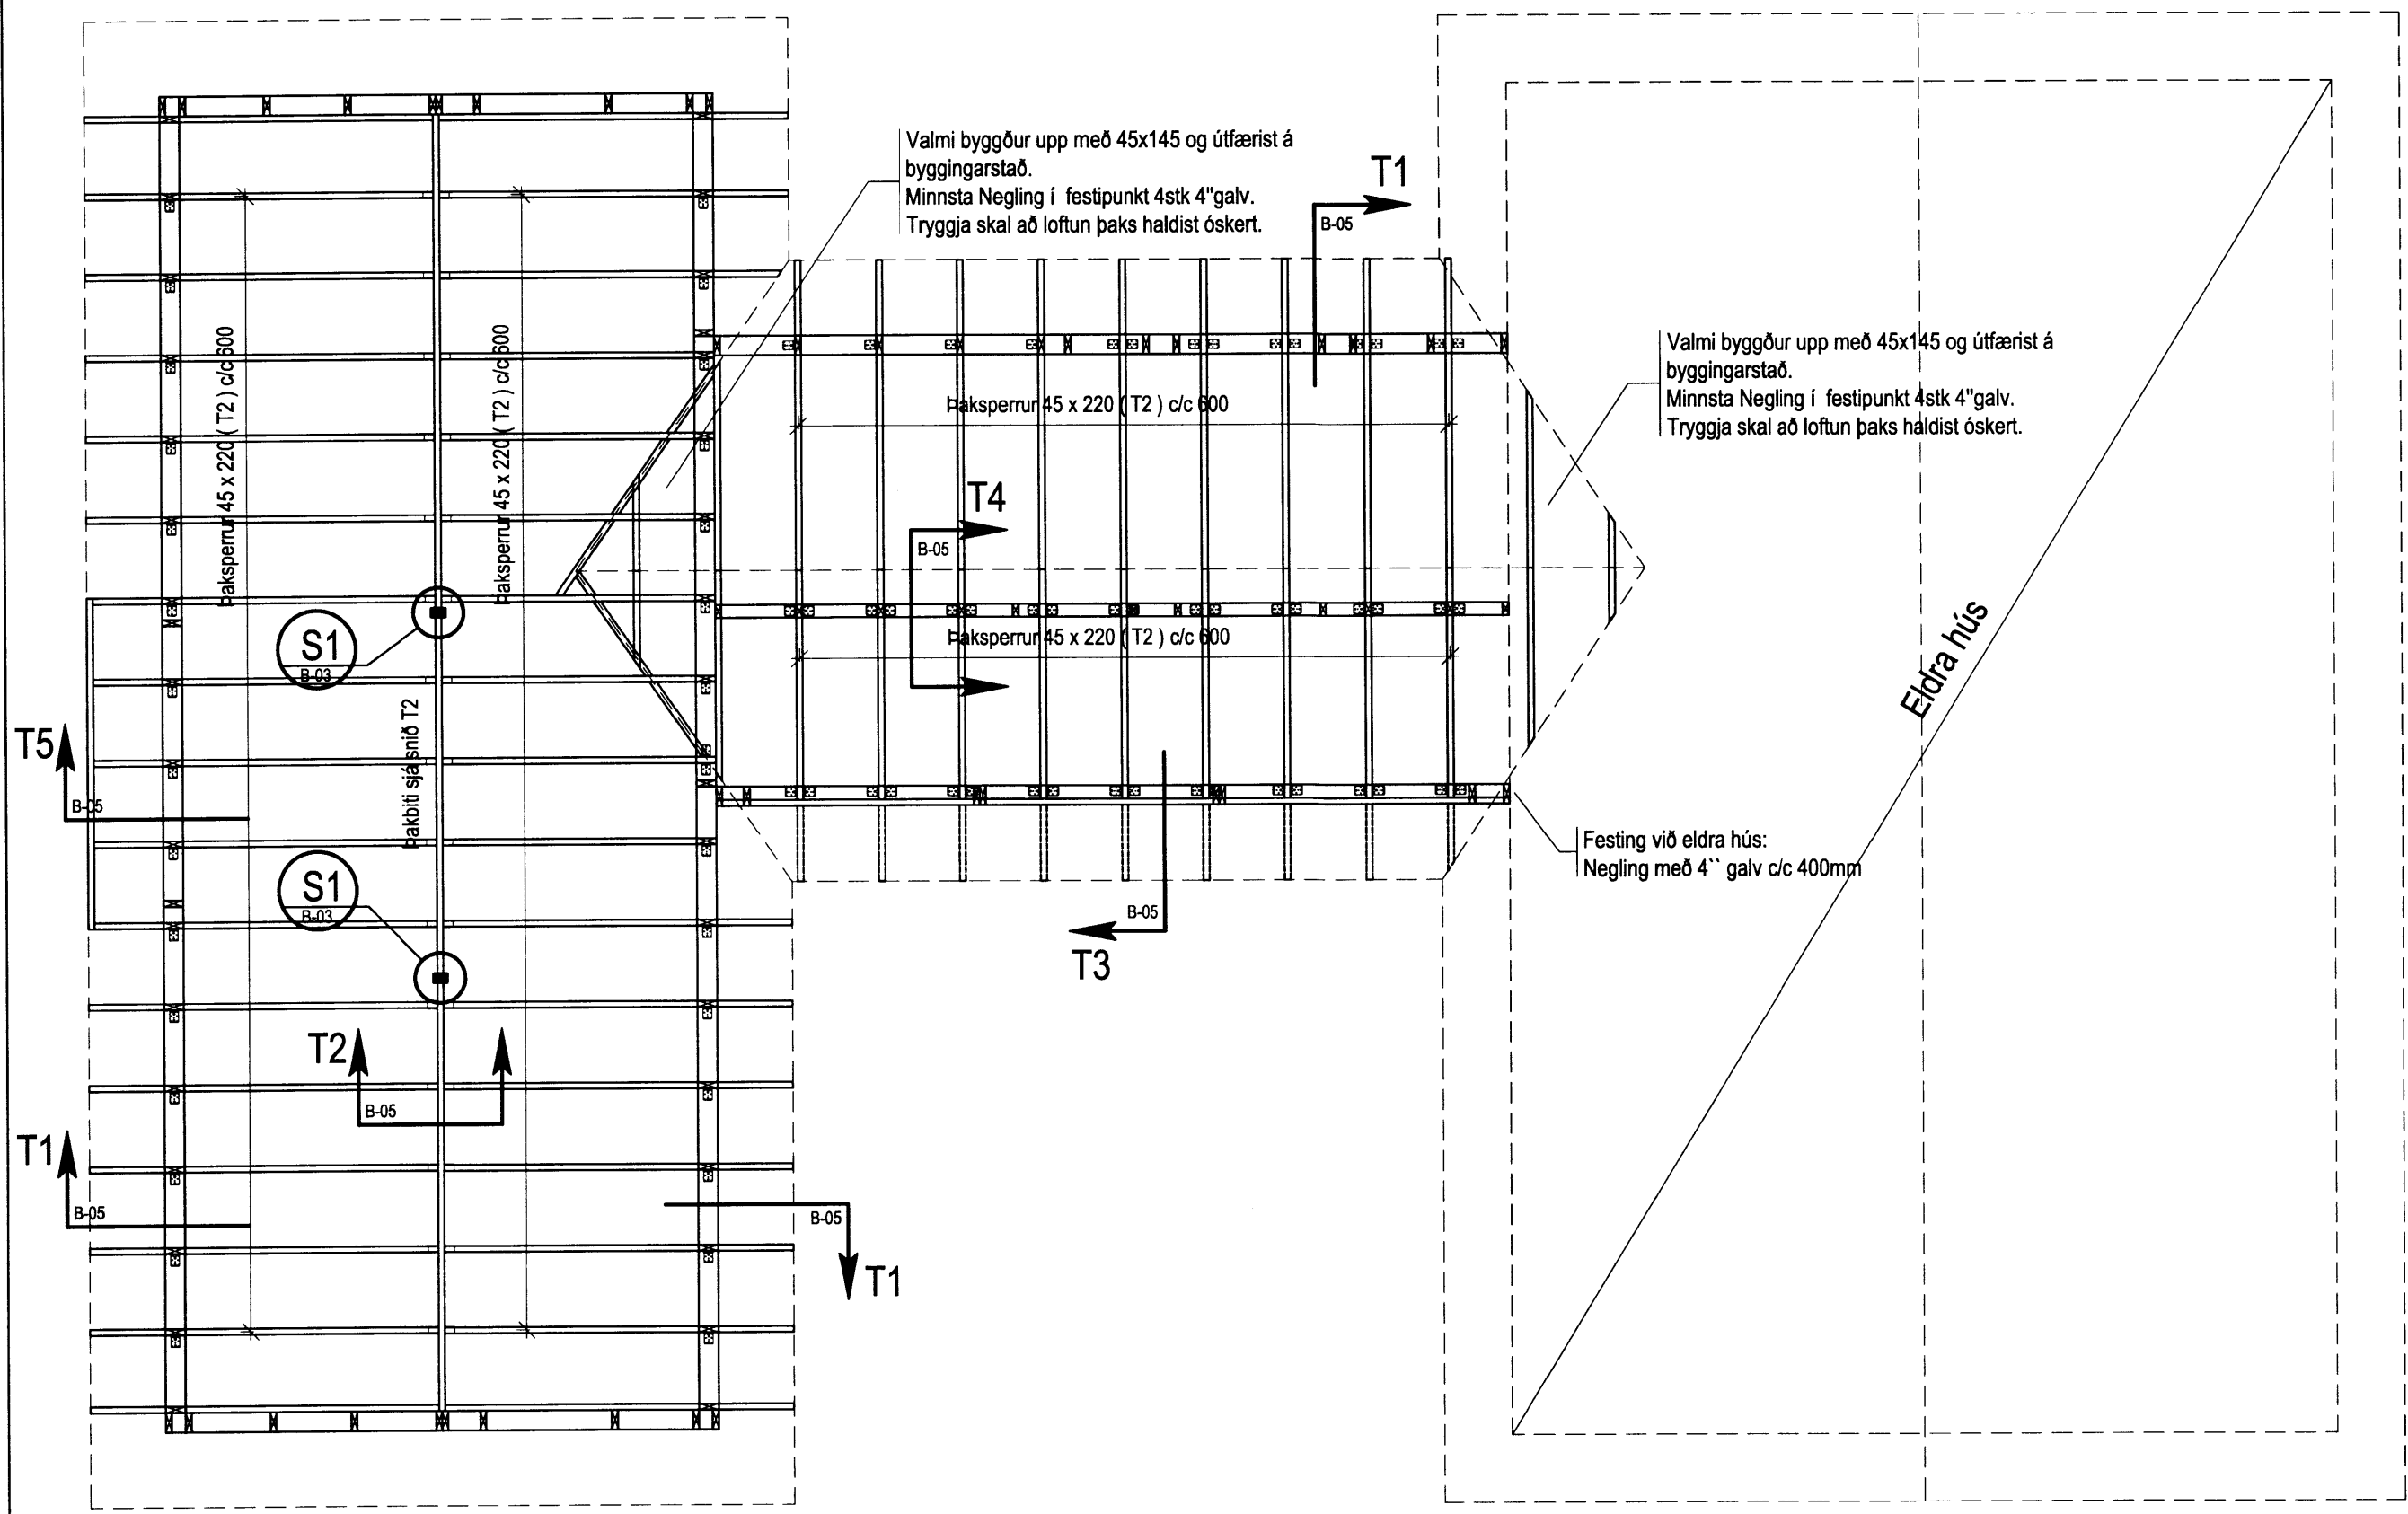 Valmi byggður upp með 45x145 og útfærist á
byggingarstað.
Minnsta Negling í festipunkt 4stk 4"galv.
Tryggja skal að loftun þaks haldist óskert.
T1
B-05
Valmi byggður upp með 45x145 og útfærist á
byggingarstað.
Minnsta Negling í festipunkt 4stk 4"galv.
Tryggja skal að loftun þaks haldist óskert.
Þaksperrur 45 x 220 ( T2 ) c/c 600
Þaksperrur 45 x 220 ( T2 ) c/c 600
Þaksperrur 45 x 220 ( T2 ) c/c 600
T4
B-05
Þaksperrur 45 x 220 ( T2 ) c/c 600
S1
B-03
Þakbiti sjá snið T2
T5
B-05
Eldra hús
Festing við eldra hús:
Negling með 4`` galv c/c 400mm
S1
B-03
B-05
T3
T2
B-05
T1
B-05
B-05
T1